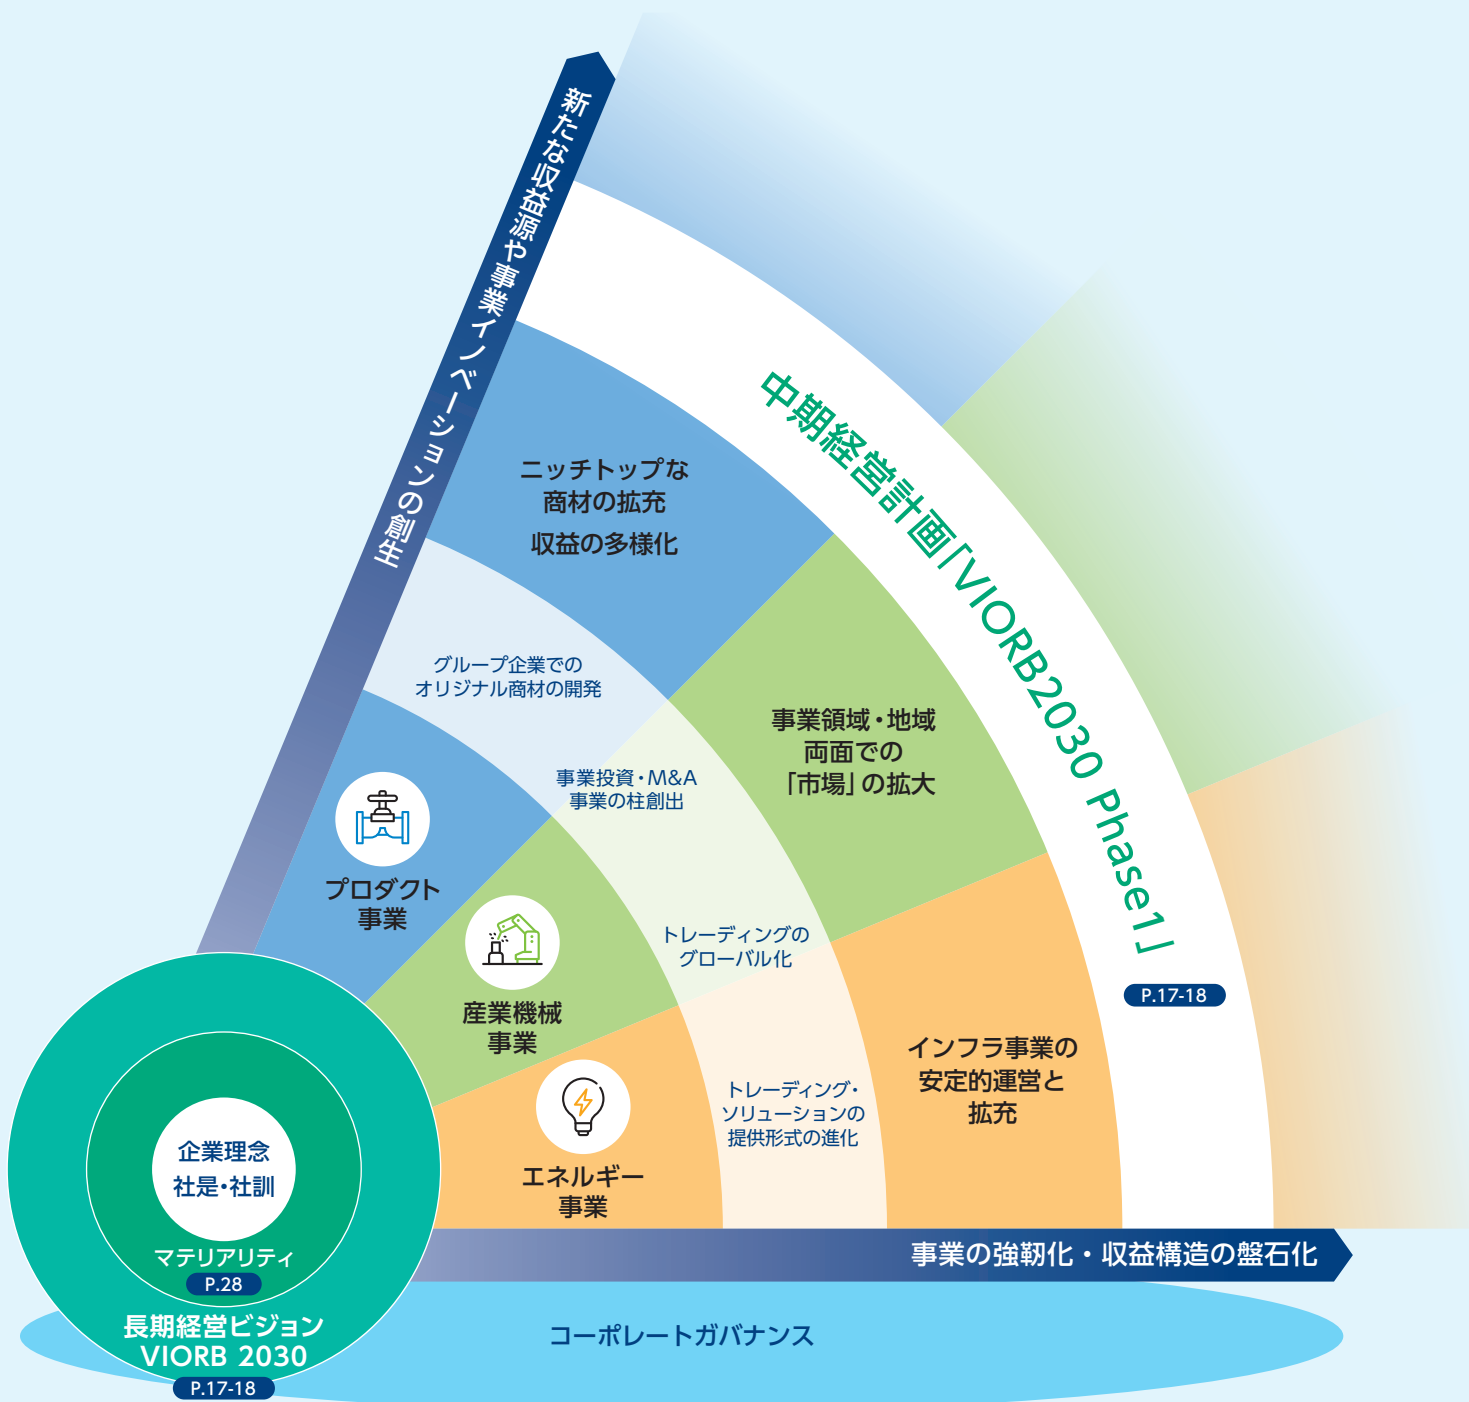 新たな収益源や事業イノベーションの創生
中期経営計画「VIORB2030 Phase1」
P.17-18
ニッチトップな
商材の拡充
収益の多様化
事業領域・地域
両面での
「市場」の拡大
インフラ事業の
安定的運営と
拡充
グループ企業での
オリジナル商材の開発
事業投資・M&A
事業の柱創出
トレーディングの
グローバル化
トレーディング・
ソリューションの
提供形式の進化
プロダクト
事業
産業機械
事業
エネルギー
事業
企業理念
社是・社訓
マテリアリティ
P.28
長期経営ビジョン
VIORB 2030
P.17-18
事業の強靭化・収益構造の盤石化
コーポレートガバナンス